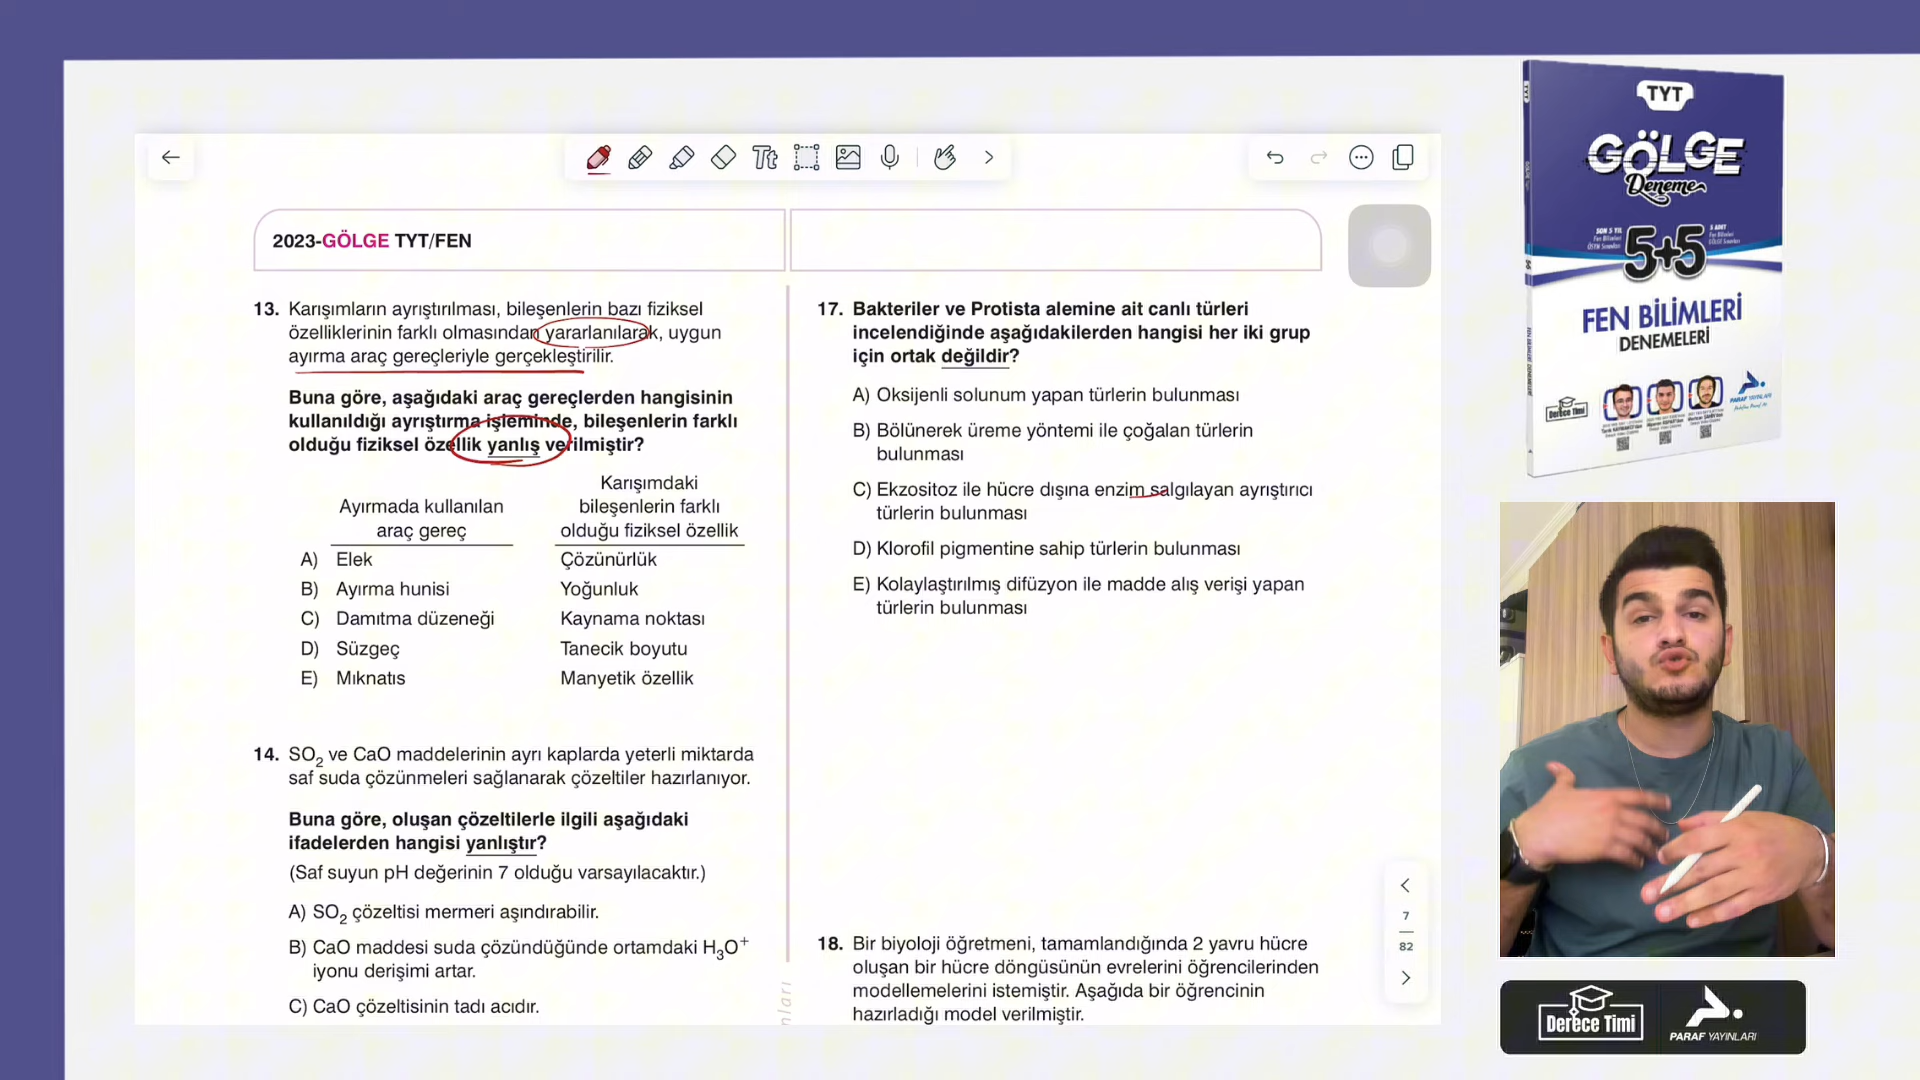 2023-GÖLGE TYT/FEN
13. Karışımların ayrıştırılması, bileşenlerin bazı fiziksel
özelliklerinin farklı olmasından yararlanılarak, uygun
ayırma araç gereçleriyle gerçekleştirilir.
Buna göre, aşağıdaki araç gereçlerden hangisinin
kullanıldığı ayrıştırma işleminde, bileşenlerin farklı
olduğu fiziksel özellik yanlış verilmiştir?
Ayırmada kullanılan
araç gereç
Karışımdaki
bileşenlerin farklı
olduğu fiziksel özellik
A) Elek Çözünürlük
B) Ayırma hunisi Yoğunluk
C) Damıtma düzeneği Kaynama noktası
D) Süzgeç Tanecik boyutu
E) Mıknatıs Manyetik özellik
14. SO₂ ve CaO maddelerinin ayrı kaplarda yeterli miktarda
saf suda çözünmeleri sağlanarak çözeltiler hazırlanıyor.
Buna göre, oluşan çözeltilerle ilgili aşağıdaki
ifadelerden hangisi yanlıştır?
(Saf suyun pH değerinin 7 olduğu varsayılacaktır.)
A) SO₂ çözeltisi mermeri aşındırabilir.
B) CaO maddesi suda çözündüğünde ortamdaki H₃O⁺
iyonu derişimi artar.
C) CaO çözeltisinin tadı acıdır.
17. Bakteriler ve Protista alemine ait canlı türleri
incelendiğinde aşağıdakilerden hangisi her iki grup
için ortak değildir?
A) Oksijenli solunum yapan türlerin bulunması
B) Bölünerek üreme yöntemi ile çoğalan türlerin
bulunması
C) Ekzositoz ile hücre dışına enzim salgılayan ayrıştırıcı
türlerin bulunması
D) Klorofil pigmentine sahip türlerin bulunması
E) Kolaylaştırılmış difüzyon ile madde alış verişi yapan
türlerin bulunması
18. Bir biyoloji öğretmeni, tamamlandığında 2 yavru hücre
oluşan bir hücre döngüsünün evrelerini öğrencilerinden
modellemelerini istemiştir. Aşağıda bir öğrencinin
hazırladığı model verilmiştir.
Tt
7
82
TYT
GÖLGE
Deneme
5+5
FEN BİLİMLERİ
DENEMELERİ
Derece Timi
PARAF YAYINLARI
Derece Timi
PARAF YAYINLARI